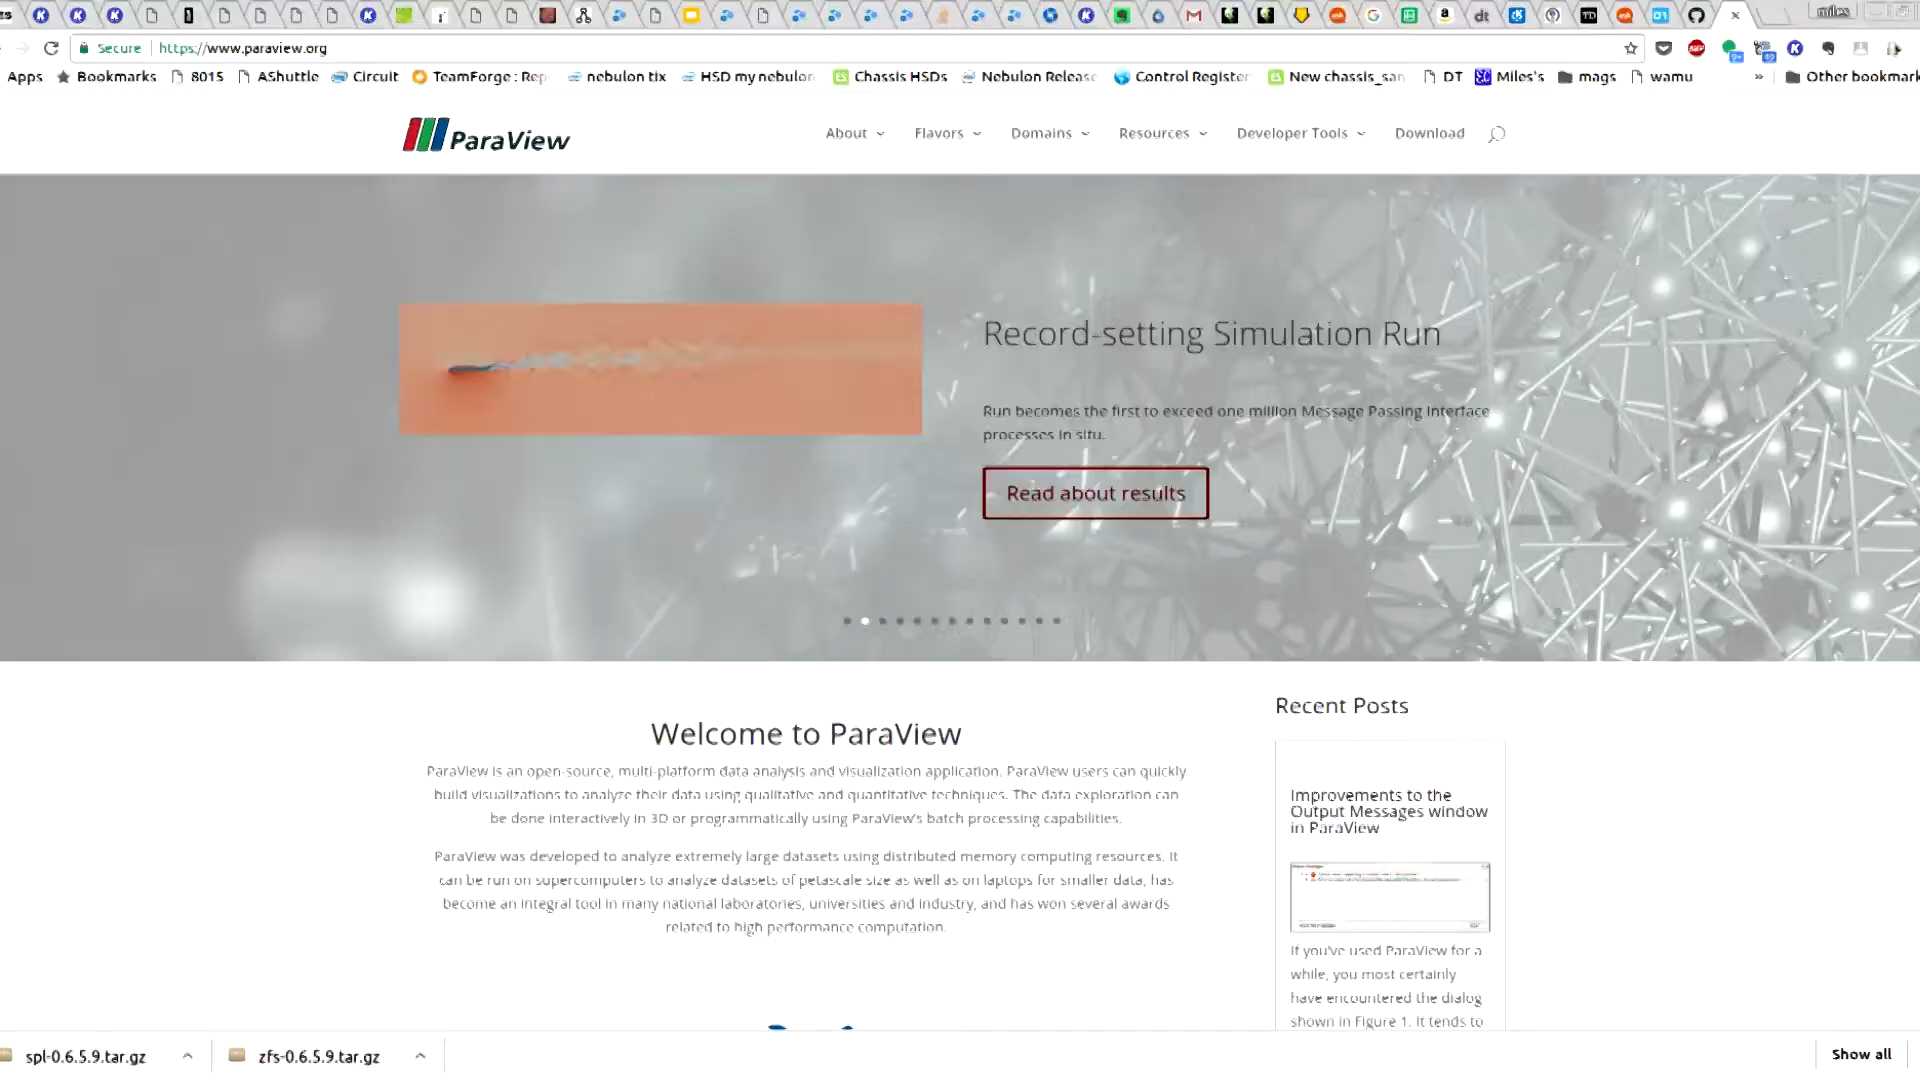 miles
Secure https://www.paraview.org
Apps Bookmarks 8015 AShuttle Circuit TeamForge : Rep nebulon tix HSD my nebulon Chassis HSDs Nebulon Release Control Register New chassis_san DT Miles's mags wamu » Other bookmark
ParaView
About Flavors Domains Resources Developer Tools Download
Record-setting Simulation Run
Run becomes the first to exceed one million Message Passing Interface
processes in situ.
Read about results
Welcome to ParaView
ParaView is an open-source, multi-platform data analysis and visualization application. ParaView users can quickly
build visualizations to analyze their data using qualitative and quantitative techniques. The data exploration can
be done interactively in 3D or programmatically using ParaView's batch processing capabilities.
ParaView was developed to analyze extremely large datasets using distributed memory computing resources. It
can be run on supercomputers to analyze datasets of petascale size as well as on laptops for smaller data, has
become an integral tool in many national laboratories, universities and industry, and has won several awards
related to high performance computation.
Recent Posts
Improvements to the
Output Messages window
in ParaView
If you've used ParaView for a
while, you most certainly
have encountered the dialog
shown in Figure 1. It tends to
spl-0.6.5.9.tar.gz zfs-0.6.5.9.tar.gz Show all